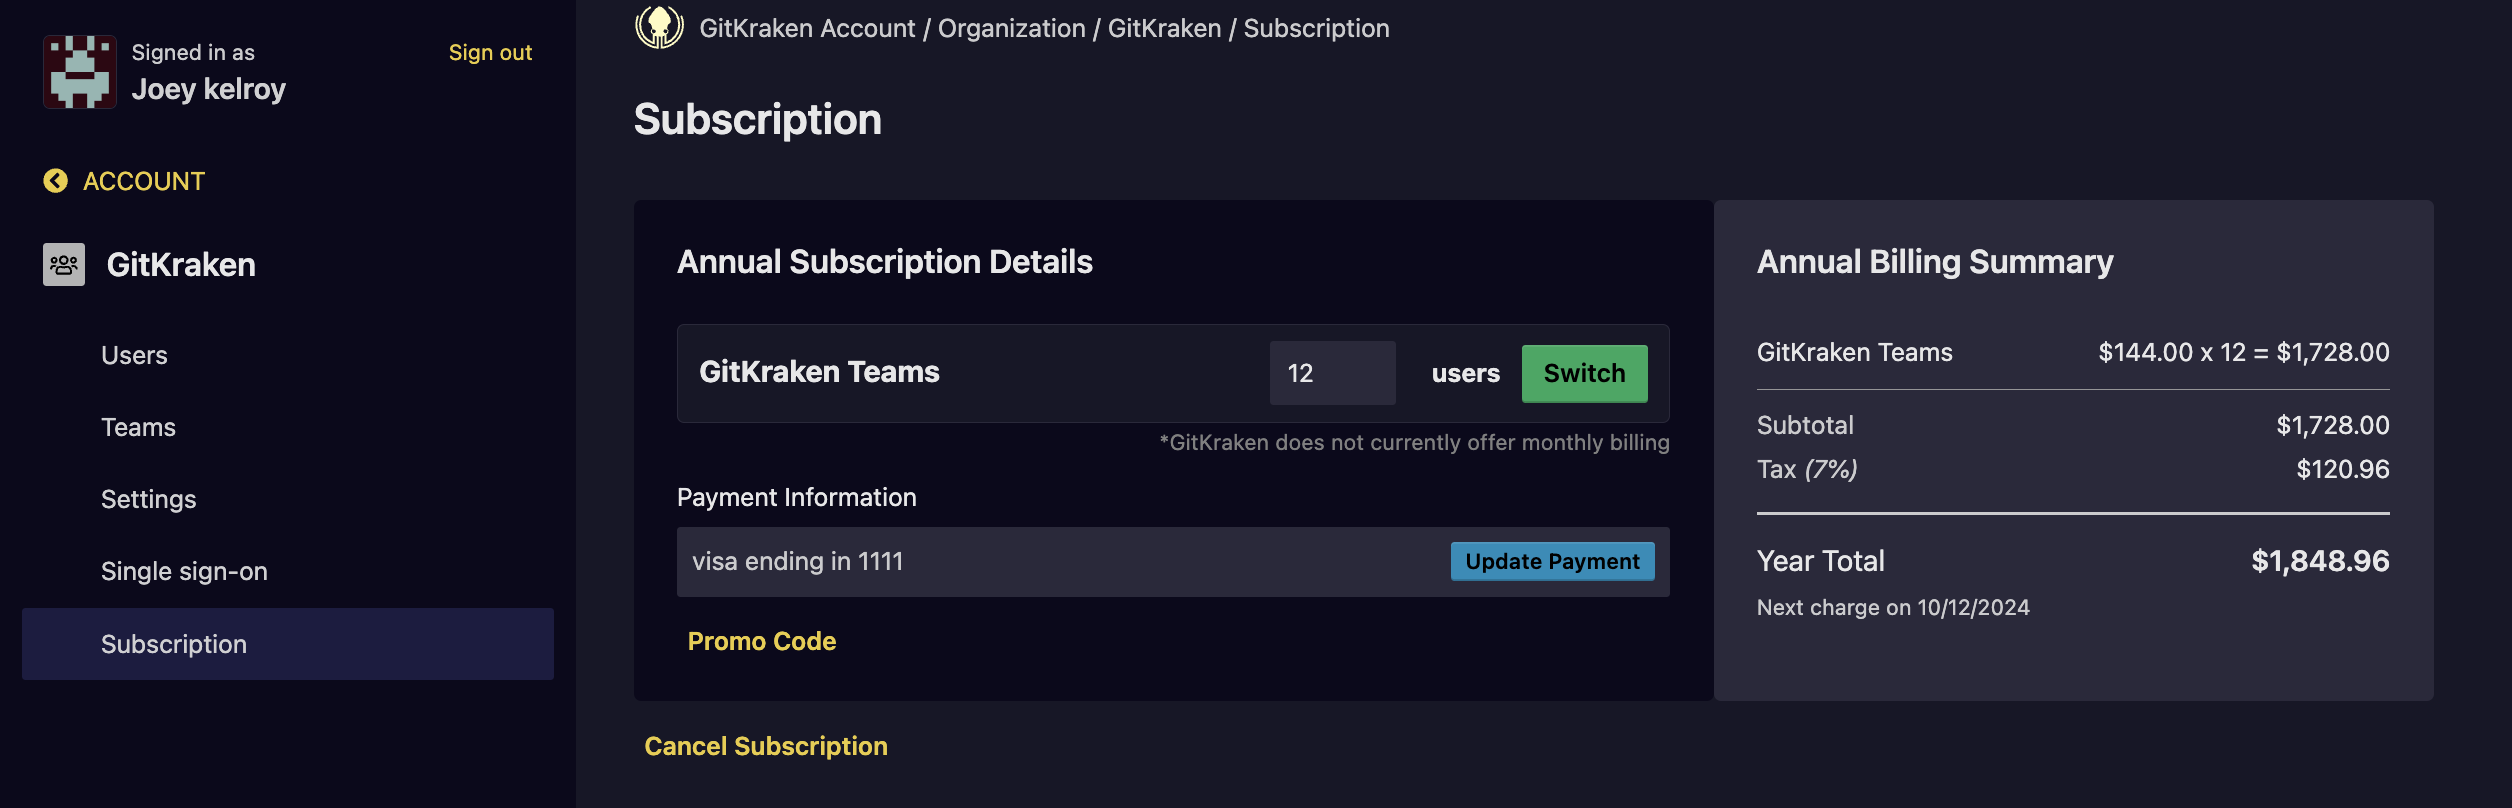 Signed in as
Joey kelroy
Sign out
ACCOUNT
GitKraken
Users
Teams
Settings
Single sign-on
Subscription
GitKraken Account / Organization / GitKraken / Subscription
Subscription
Annual Subscription Details
GitKraken Teams
12
users
Switch
*GitKraken does not currently offer monthly billing
Payment Information
visa ending in 1111
Update Payment
Promo Code
Annual Billing Summary
GitKraken Teams $144.00 x 12 = $1,728.00
Subtotal $1,728.00
Tax (7%) $120.96
Year Total $1,848.96
Next charge on 10/12/2024
Cancel Subscription